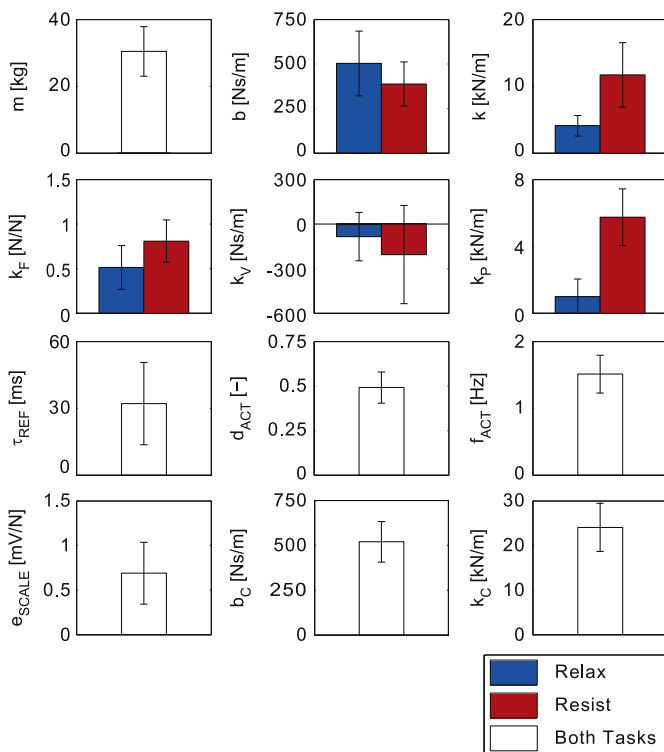 m [kg]
40
20
0
b [Ns/m]
750
500
250
0
k [kN/m]
20
10
0
k_F [N/N]
1.5
1
0.5
0
k_V [Ns/m]
300
0
-300
-600
k_P [kN/m]
8
4
0
τ_REF [ms]
60
30
0
d_ACT [-]
0.75
0.5
0.25
0
f_ACT [Hz]
2
1
0
e_SCALE [mV/N]
1.5
1
0.5
0
b_C [Ns/m]
750
500
250
0
k_C [kN/m]
30
20
10
0
Relax
Resist
Both Tasks